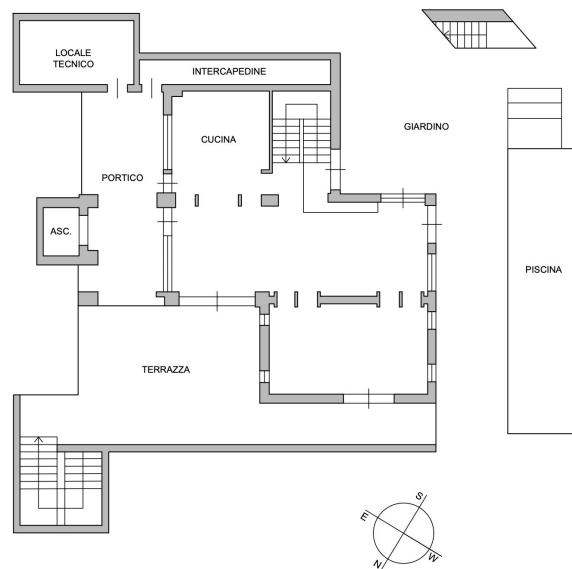 LOCALE
TECNICO
INTERCAPEDINE
GIARDINO
CUCINA
PORTICO
ASC.
PISCINA
TERRAZZA
S
E
W
N